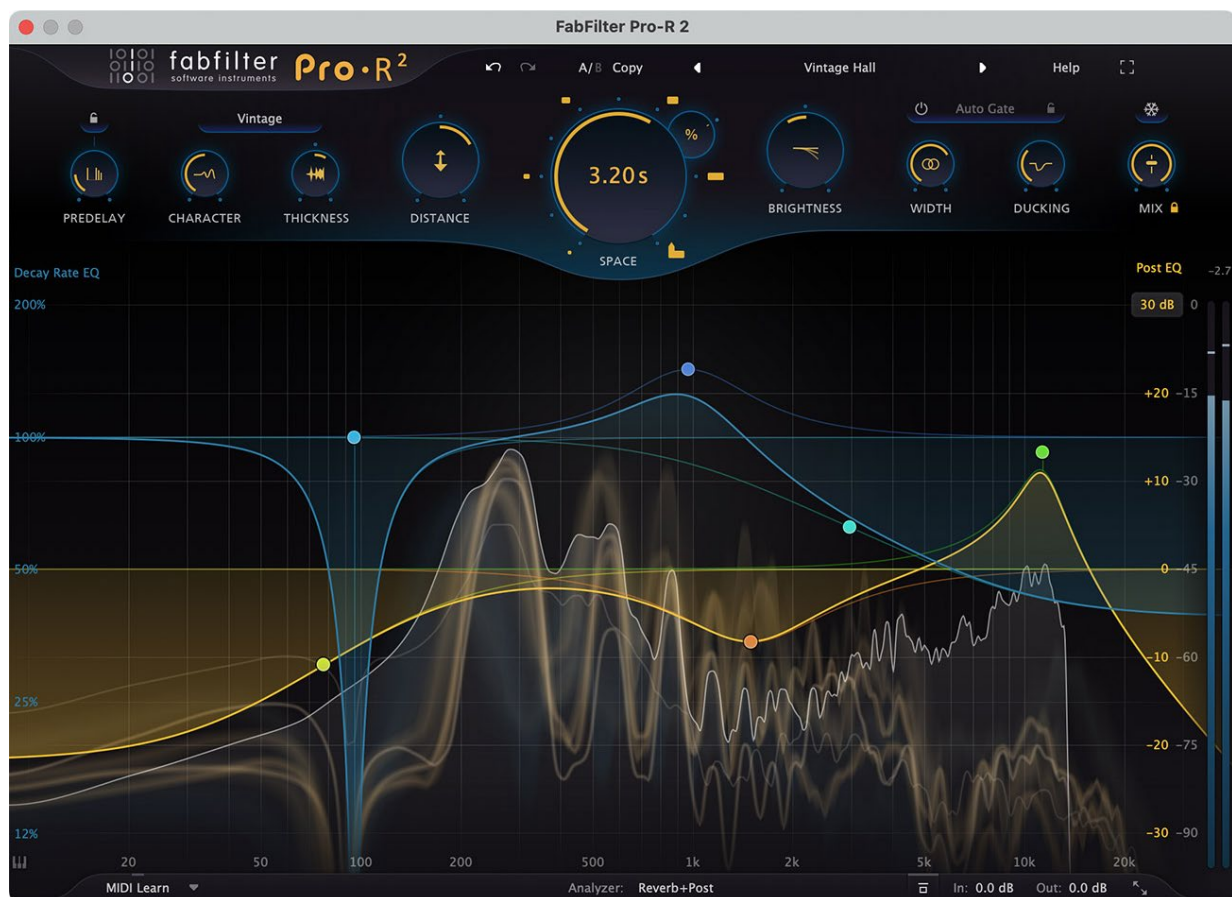 FabFilter Pro-R 2
fabfilter
software instruments
Pro·R²
A/B Copy
Vintage Hall
Help
Vintage
Auto Gate
%
3.20s
PREDELAY
CHARACTER
THICKNESS
DISTANCE
SPACE
BRIGHTNESS
WIDTH
DUCKING
MIX
Decay Rate EQ
Post EQ
-2.7
200%
30 dB
0
+20
-15
100%
+10
-30
50%
0
-45
-10
-60
25%
-20
-75
12%
-30
-90
20
50
100
200
500
1k
2k
5k
10k
20k
MIDI Learn
Analyzer: Reverb+Post
In: 0.0 dB
Out: 0.0 dB